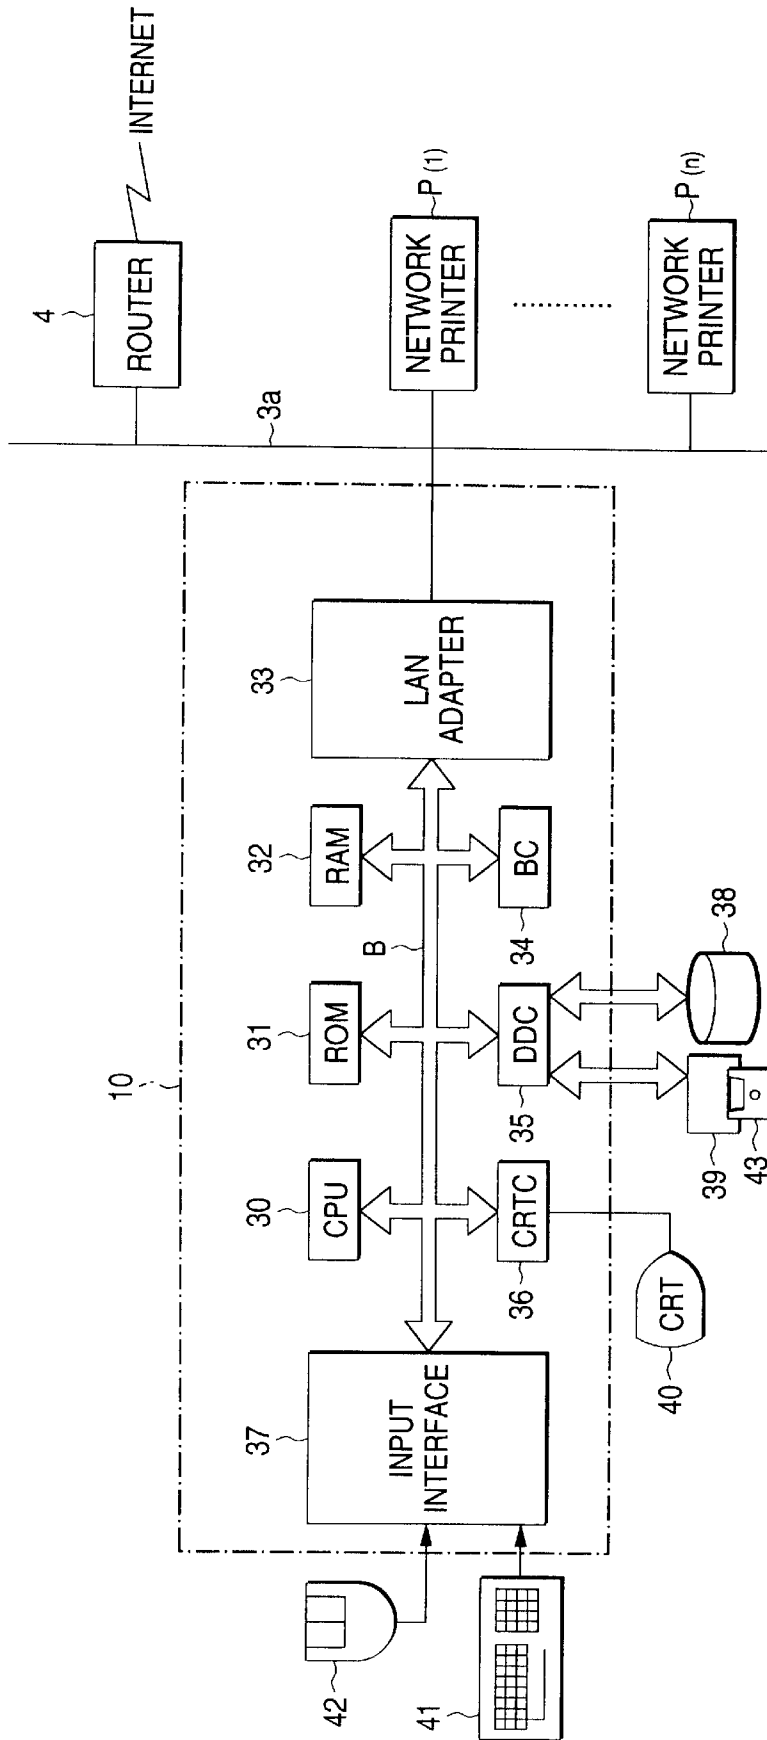 INTERNET
4
ROUTER
3a
NETWORK
PRINTER
P(1)
NETWORK
PRINTER
P(n)
10
37
INPUT
INTERFACE
30
CPU
31
ROM
32
RAM
33
LAN
ADAPTER
B
CRTC
36
DDC
35
BC
34
42
41
CRT
40
39
43
38